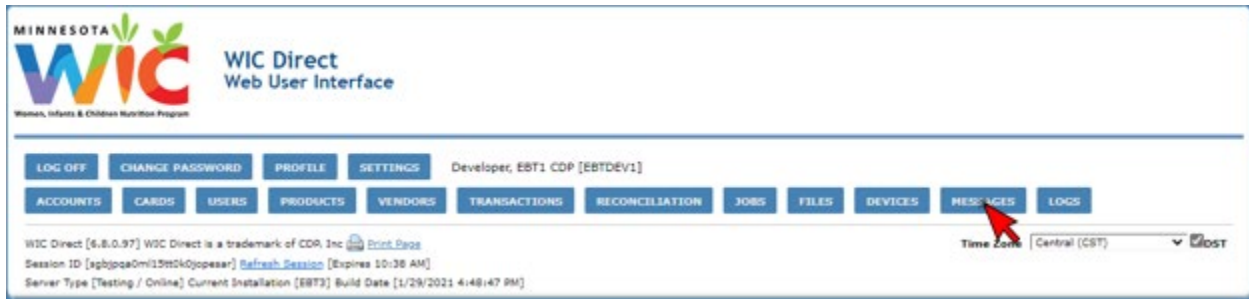 MINNESOTA
WIC
Women, Infants & Children Nutrition Program
WIC Direct
Web User Interface
LOG OFF CHANGE PASSWORD PROFILE SETTINGS Developer, EBT1 CDP [EBTDEV1]
ACCOUNTS CARDS USERS PRODUCTS VENDORS TRANSACTIONS RECONCILIATION JOBS FILES DEVICES MESSAGES LOGS
WIC Direct [6.8.0.97] WIC Direct is a trademark of CDP, Inc Print Page Time Zone Central (CST) DST
Session ID [sgbjpqa0ml15tt0k0jopesar] Refresh Session [Expires 10:38 AM]
Server Type [Testing / Online] Current Installation [EBT3] Build Date [1/29/2021 4:48:47 PM]